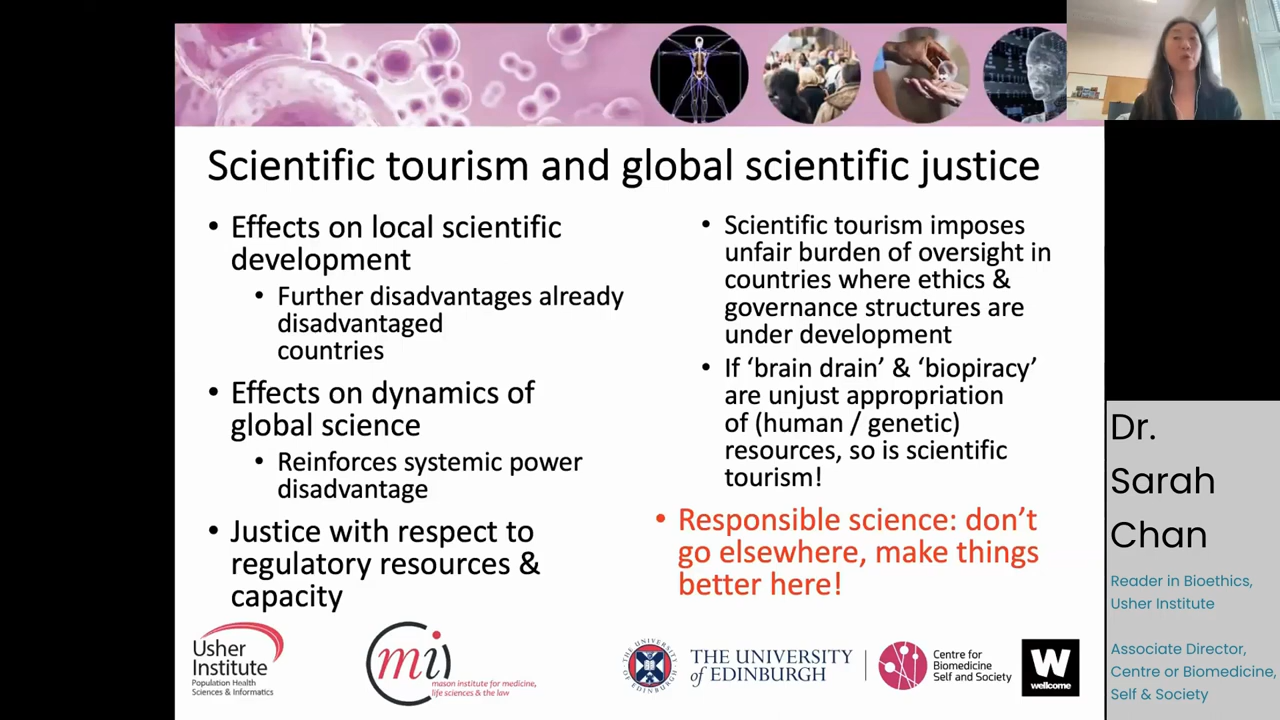 Scientific tourism and global scientific justice
• Effects on local scientific
development
• Further disadvantages already
disadvantaged
countries
• Effects on dynamics of
global science
• Reinforces systemic power
disadvantage
• Justice with respect to
regulatory resources &
capacity
• Scientific tourism imposes
unfair burden of oversight in
countries where ethics &
governance structures are
under development
• If ‘brain drain’ & ‘biopiracy’
are unjust appropriation
of (human / genetic)
resources, so is scientific
tourism!
• Responsible science: don’t
go elsewhere, make things
better here!
Usher
Institute
Population Health
Sciences & Informatics
mi
mason institute for medicine,
life sciences & the law
THE UNIVERSITY
of EDINBURGH
Centre for
Biomedicine
Self and Society
W
wellcome
Dr.
Sarah
Chan
Reader in Bioethics,
Usher Institute
Associate Director,
Centre or Biomedicine,
Self & Society